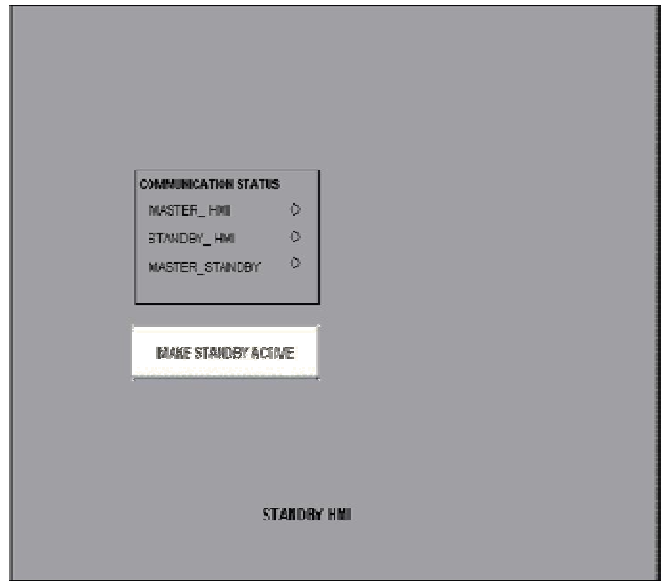 COMMUNICATION STATUS
MASTER_ HMI
STANDBY_ HMI
MASTER_STANDBY
MAKE STANDBY ACTIVE
STANDBY HMI